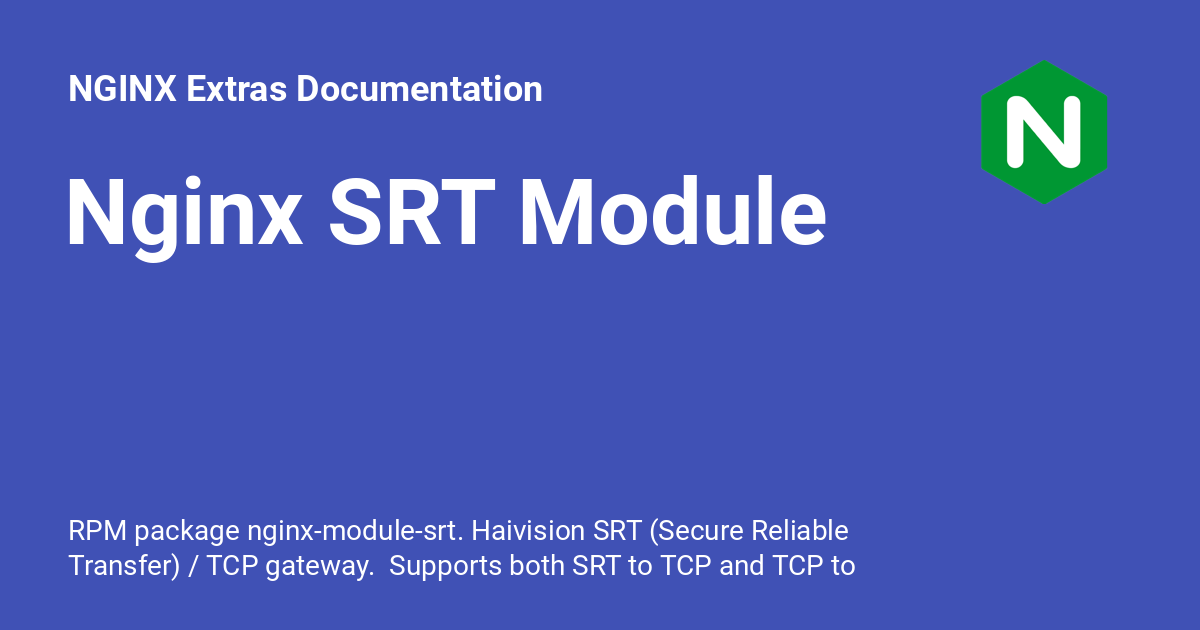 NGINX Extras Documentation
N
Nginx SRT Module
RPM package nginx-module-srt. Haivision SRT (Secure Reliable
Transfer) / TCP gateway.  Supports both SRT to TCP and TCP to